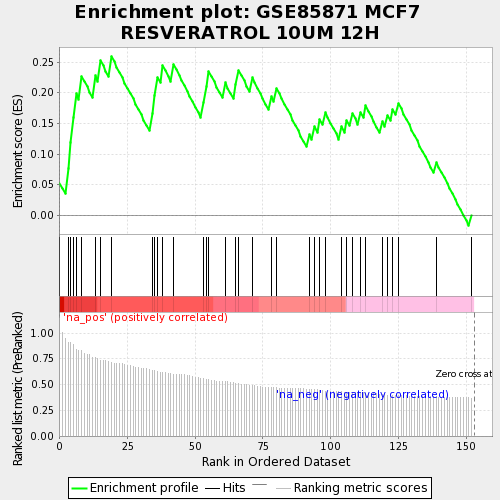 Enrichment plot: GSE85871 MCF7
RESVERATROL 10UM 12H
Enrichment score (ES)
0.25
0.20
0.15
0.10
0.05
0.00
'na_pos' (positively correlated)
Ranked list metric (PreRanked)
1.00
0.75
0.50
0.25
0.00
Zero cross at
'na_neg' (negatively correlated)
0
25
50
75
100
125
150
Rank in Ordered Dataset
Enrichment profile
Hits
Ranking metric scores